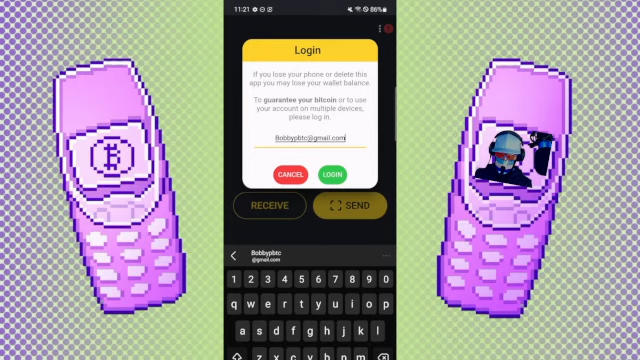 11:21
86%
Login
If you lose your phone or delete this
app you may lose your wallet balance.
To guarantee your bitcoin or to use
your account on multiple devices,
please log in.
Bobbypbtc@gmail.com
CANCEL
LOGIN
RECEIVE
SEND
Bobbypbtc
@gmail.com
1 2 3 4 5 6 7 8 9 0
q w e r t y u i o p
a s d f g h j k l
z x c v b n m